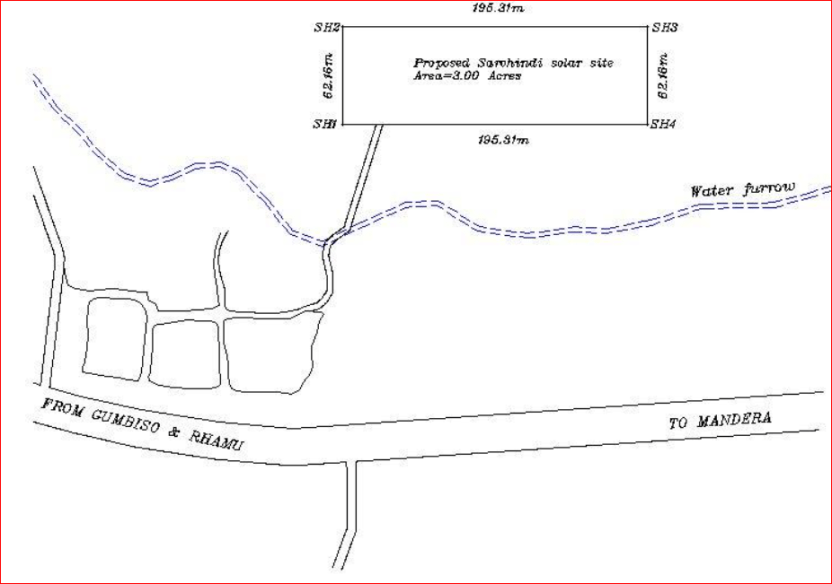 195.31m
SH2
SH3
62.16m
Proposed Sarohindi solar site
Area=3.00 Acres
62.16m
SH1
SH4
195.31m
Water furrow
FROM GUMBISO & RHAMU
TO MANDERA